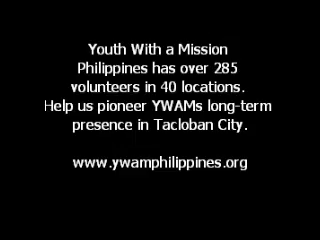 Youth With a Mission
Philippines has over 285
volunteers in 40 locations.
Help us pioneer YWAMs long-term
presence in Tacloban City.
www.ywamphilippines.org